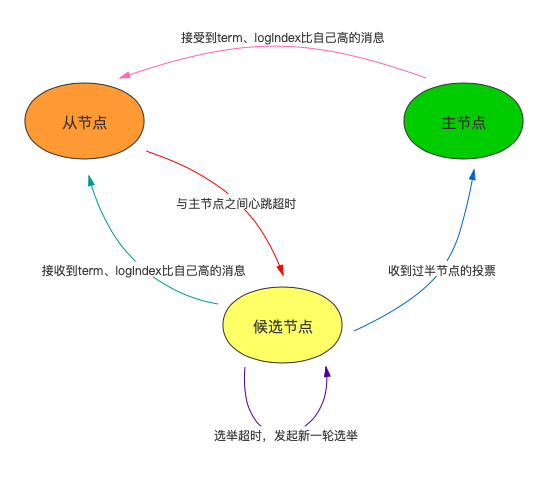 接受到term、logIndex比自己高的消息
从节点
主节点
与主节点之间心跳超时
接收到term、logIndex比自己高的消息
收到过半节点的投票
候选节点
选举超时，发起新一轮选举